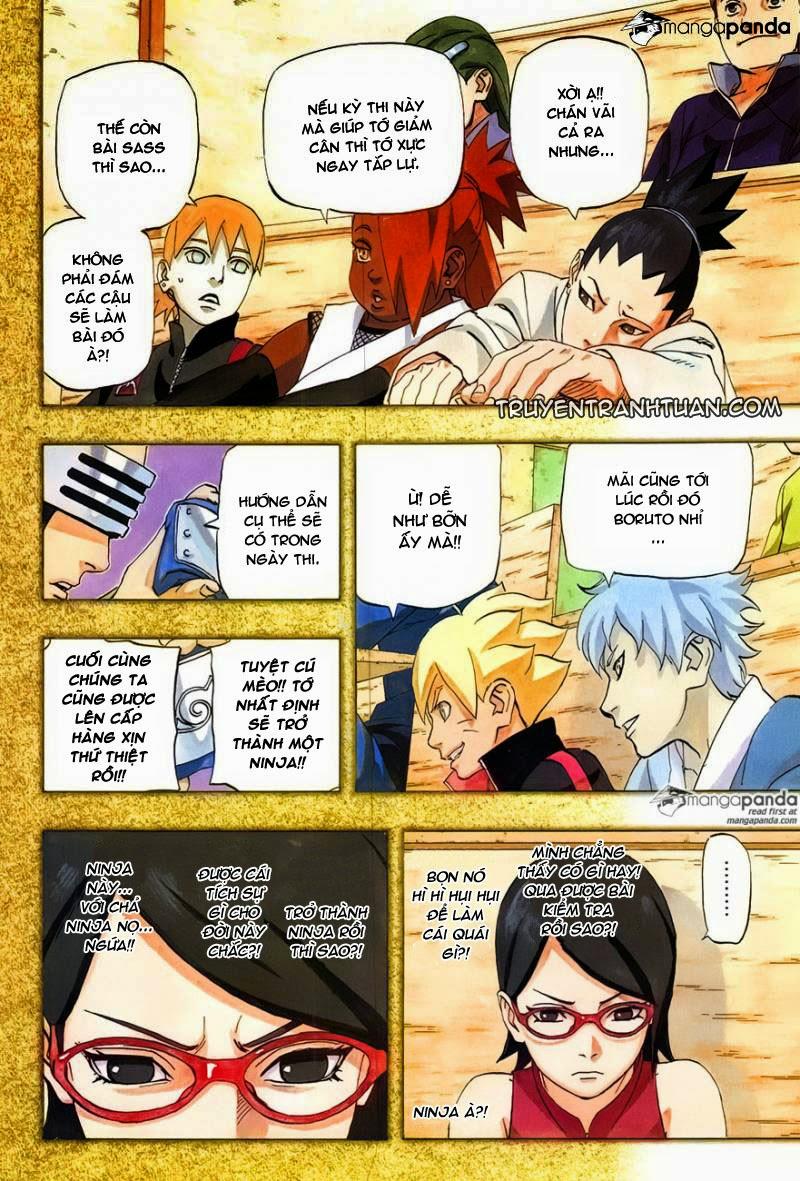 mangapanda
XỜI Ạ!!
CHÁN VÃI
CẢ RA
NHƯNG...
NẾU KỲ THI NÀY
MÀ GIÚP TỚ GIẢM
CÂN THÌ TỚ XỰC
NGAY TẮP LỰ.
THẾ CÒN
BÀI SASS
THÌ SAO...
KHÔNG
PHẢI ĐÁM
CÁC CẬU
SẼ LÀM
BÀI ĐÓ
À?!
TRUYENTRANHTUAN.COM
MÃI CŨNG TỚI
LÚC RỒI ĐÓ
BORUTO NHỈ
...
Ừ! DỄ
NHƯ BỠN
ẤY MÀ!!
HƯỚNG DẪN
CỤ THỂ SẼ
CÓ TRONG
NGÀY THI.
TUYỆT CÚ
MÈO!! TỚ
NHẤT ĐỊNH
SẼ TRỞ
THÀNH MỘT
NINJA!!
CUỐI CÙNG
CHÚNG TA
CŨNG ĐƯỢC
LÊN CẤP
HÀNG XỊN
THỨ THIỆT
RỒI!!
mangapanda
read first at
mangapanda.com
.........
MÌNH CHẲNG
THẤY CÓ GÌ HAY!
QUA ĐƯỢC BÀI
KIỂM TRA
RỒI SAO?!
BỌN NÓ
HÌ HÌ HỤI HỤI
ĐỂ LÀM
CÁI QUÁI
GÌ?!
NINJA À?!
TRỞ THÀNH
NINJA RỒI
THÌ SAO?!
ĐƯỢC CÁI
TÍCH SỰ
GÌ CHO
ĐỜI NÀY
CHẮC?!
NINJA
NÀY...
VỚI CHẢ
NINJA NỌ...
NGỨA!!